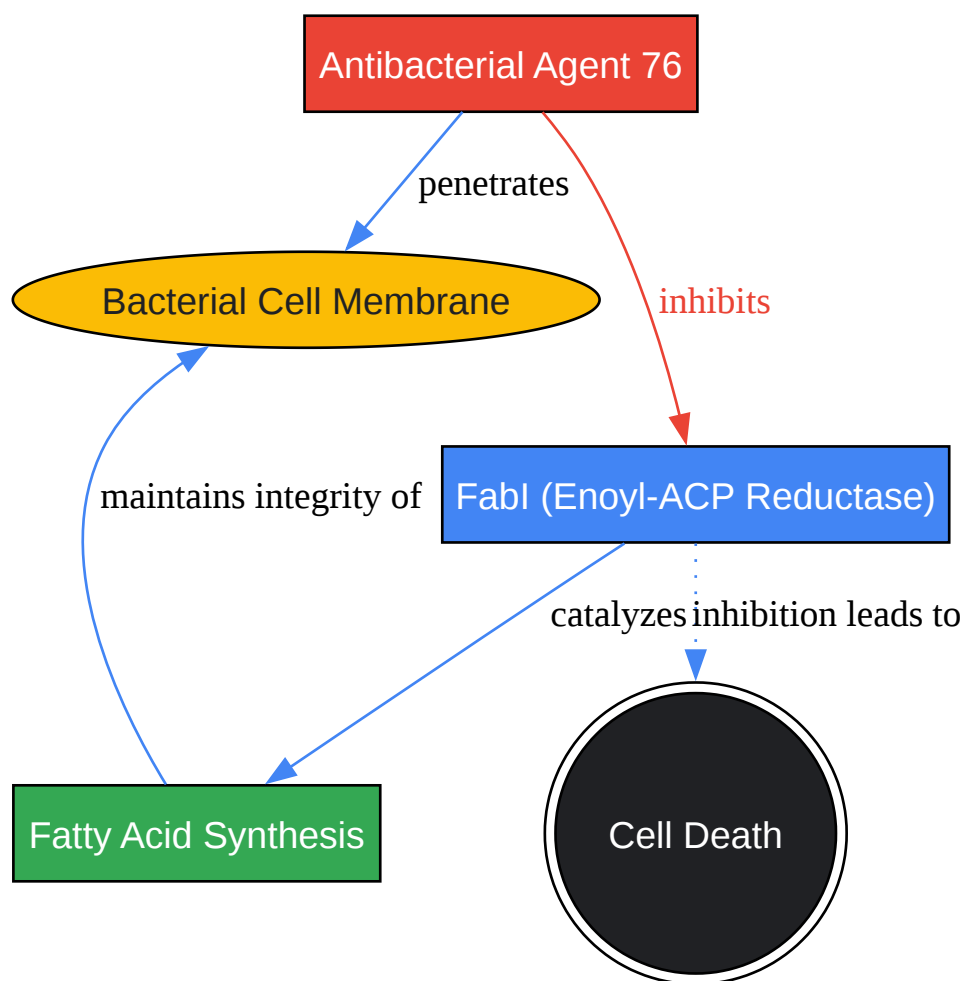 Antibacterial Agent 76
penetrates
Bacterial Cell Membrane
inhibits
maintains integrity of
FabI (Enoyl-ACP Reductase)
catalyzes
inhibition leads to
Fatty Acid Synthesis
Cell Death